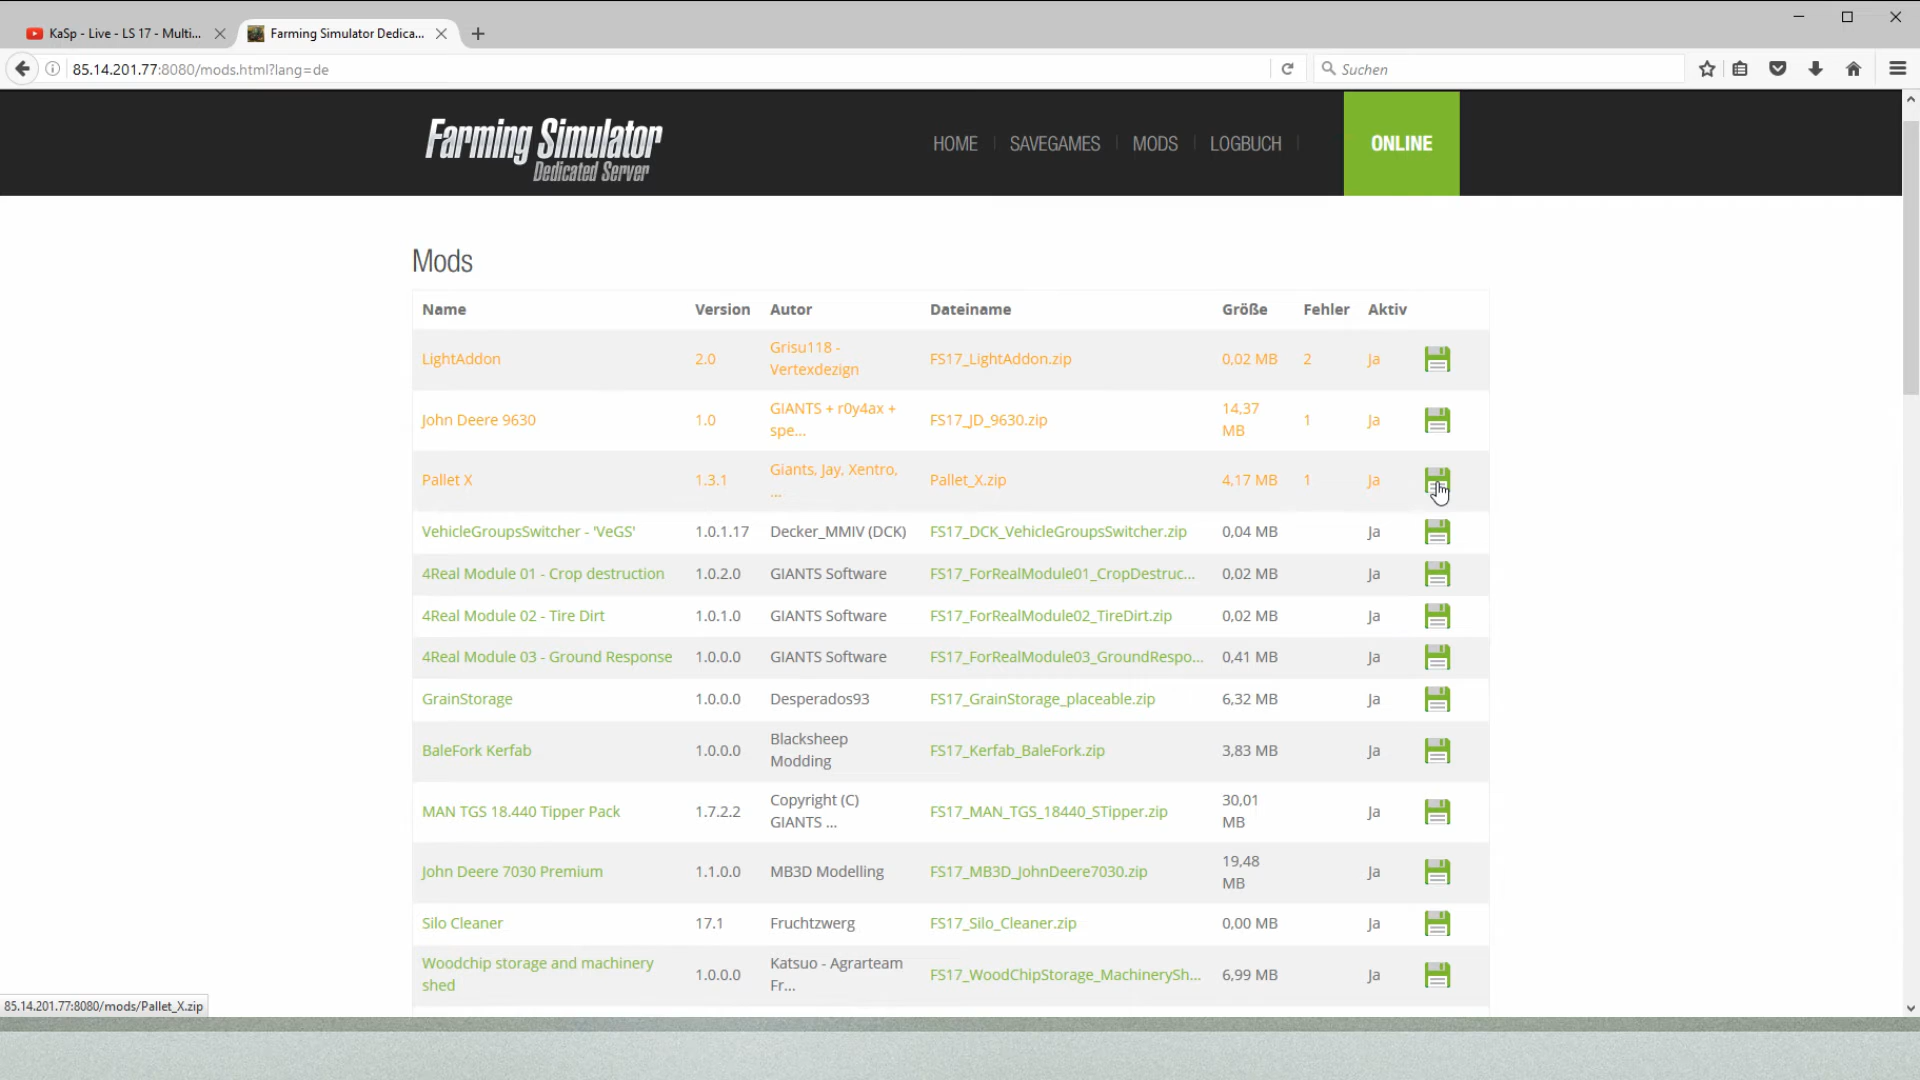 KaSp - Live - LS 17 - Multi...
Farming Simulator Dedica...
85.14.201.77:8080/mods.html?lang=de
Suchen
Farming Simulator
Dedicated Server
HOME
SAVEGAMES
MODS
LOGBUCH
ONLINE
Mods
Name Version Autor Dateiname Größe Fehler Aktiv
LightAddon 2.0 Grisu118 - Vertexdezign FS17_LightAddon.zip 0,02 MB 2 Ja
John Deere 9630 1.0 GIANTS + r0y4ax + spe... FS17_JD_9630.zip 14,37 MB 1 Ja
Pallet X 1.3.1 Giants, Jay, Xentro, ... Pallet_X.zip 4,17 MB 1 Ja
VehicleGroupsSwitcher - 'VeGS' 1.0.1.17 Decker_MMIV (DCK) FS17_DCK_VehicleGroupsSwitcher.zip 0,04 MB Ja
4Real Module 01 - Crop destruction 1.0.2.0 GIANTS Software FS17_ForRealModule01_CropDestruc... 0,02 MB Ja
4Real Module 02 - Tire Dirt 1.0.1.0 GIANTS Software FS17_ForRealModule02_TireDirt.zip 0,02 MB Ja
4Real Module 03 - Ground Response 1.0.0.0 GIANTS Software FS17_ForRealModule03_GroundRespo... 0,41 MB Ja
GrainStorage 1.0.0.0 Desperados93 FS17_GrainStorage_placeable.zip 6,32 MB Ja
BaleFork Kerfab 1.0.0.0 Blacksheep Modding FS17_Kerfab_BaleFork.zip 3,83 MB Ja
MAN TGS 18.440 Tipper Pack 1.7.2.2 Copyright (C) GIANTS ... FS17_MAN_TGS_18440_STipper.zip 30,01 MB Ja
John Deere 7030 Premium 1.1.0.0 MB3D Modelling FS17_MB3D_JohnDeere7030.zip 19,48 MB Ja
Silo Cleaner 17.1 Fruchtzwerg FS17_Silo_Cleaner.zip 0,00 MB Ja
Woodchip storage and machinery shed 1.0.0.0 Katsuo - Agrarteam Fr... FS17_WoodChipStorage_MachinerySh... 6,99 MB Ja
85.14.201.77:8080/mods/Pallet_X.zip